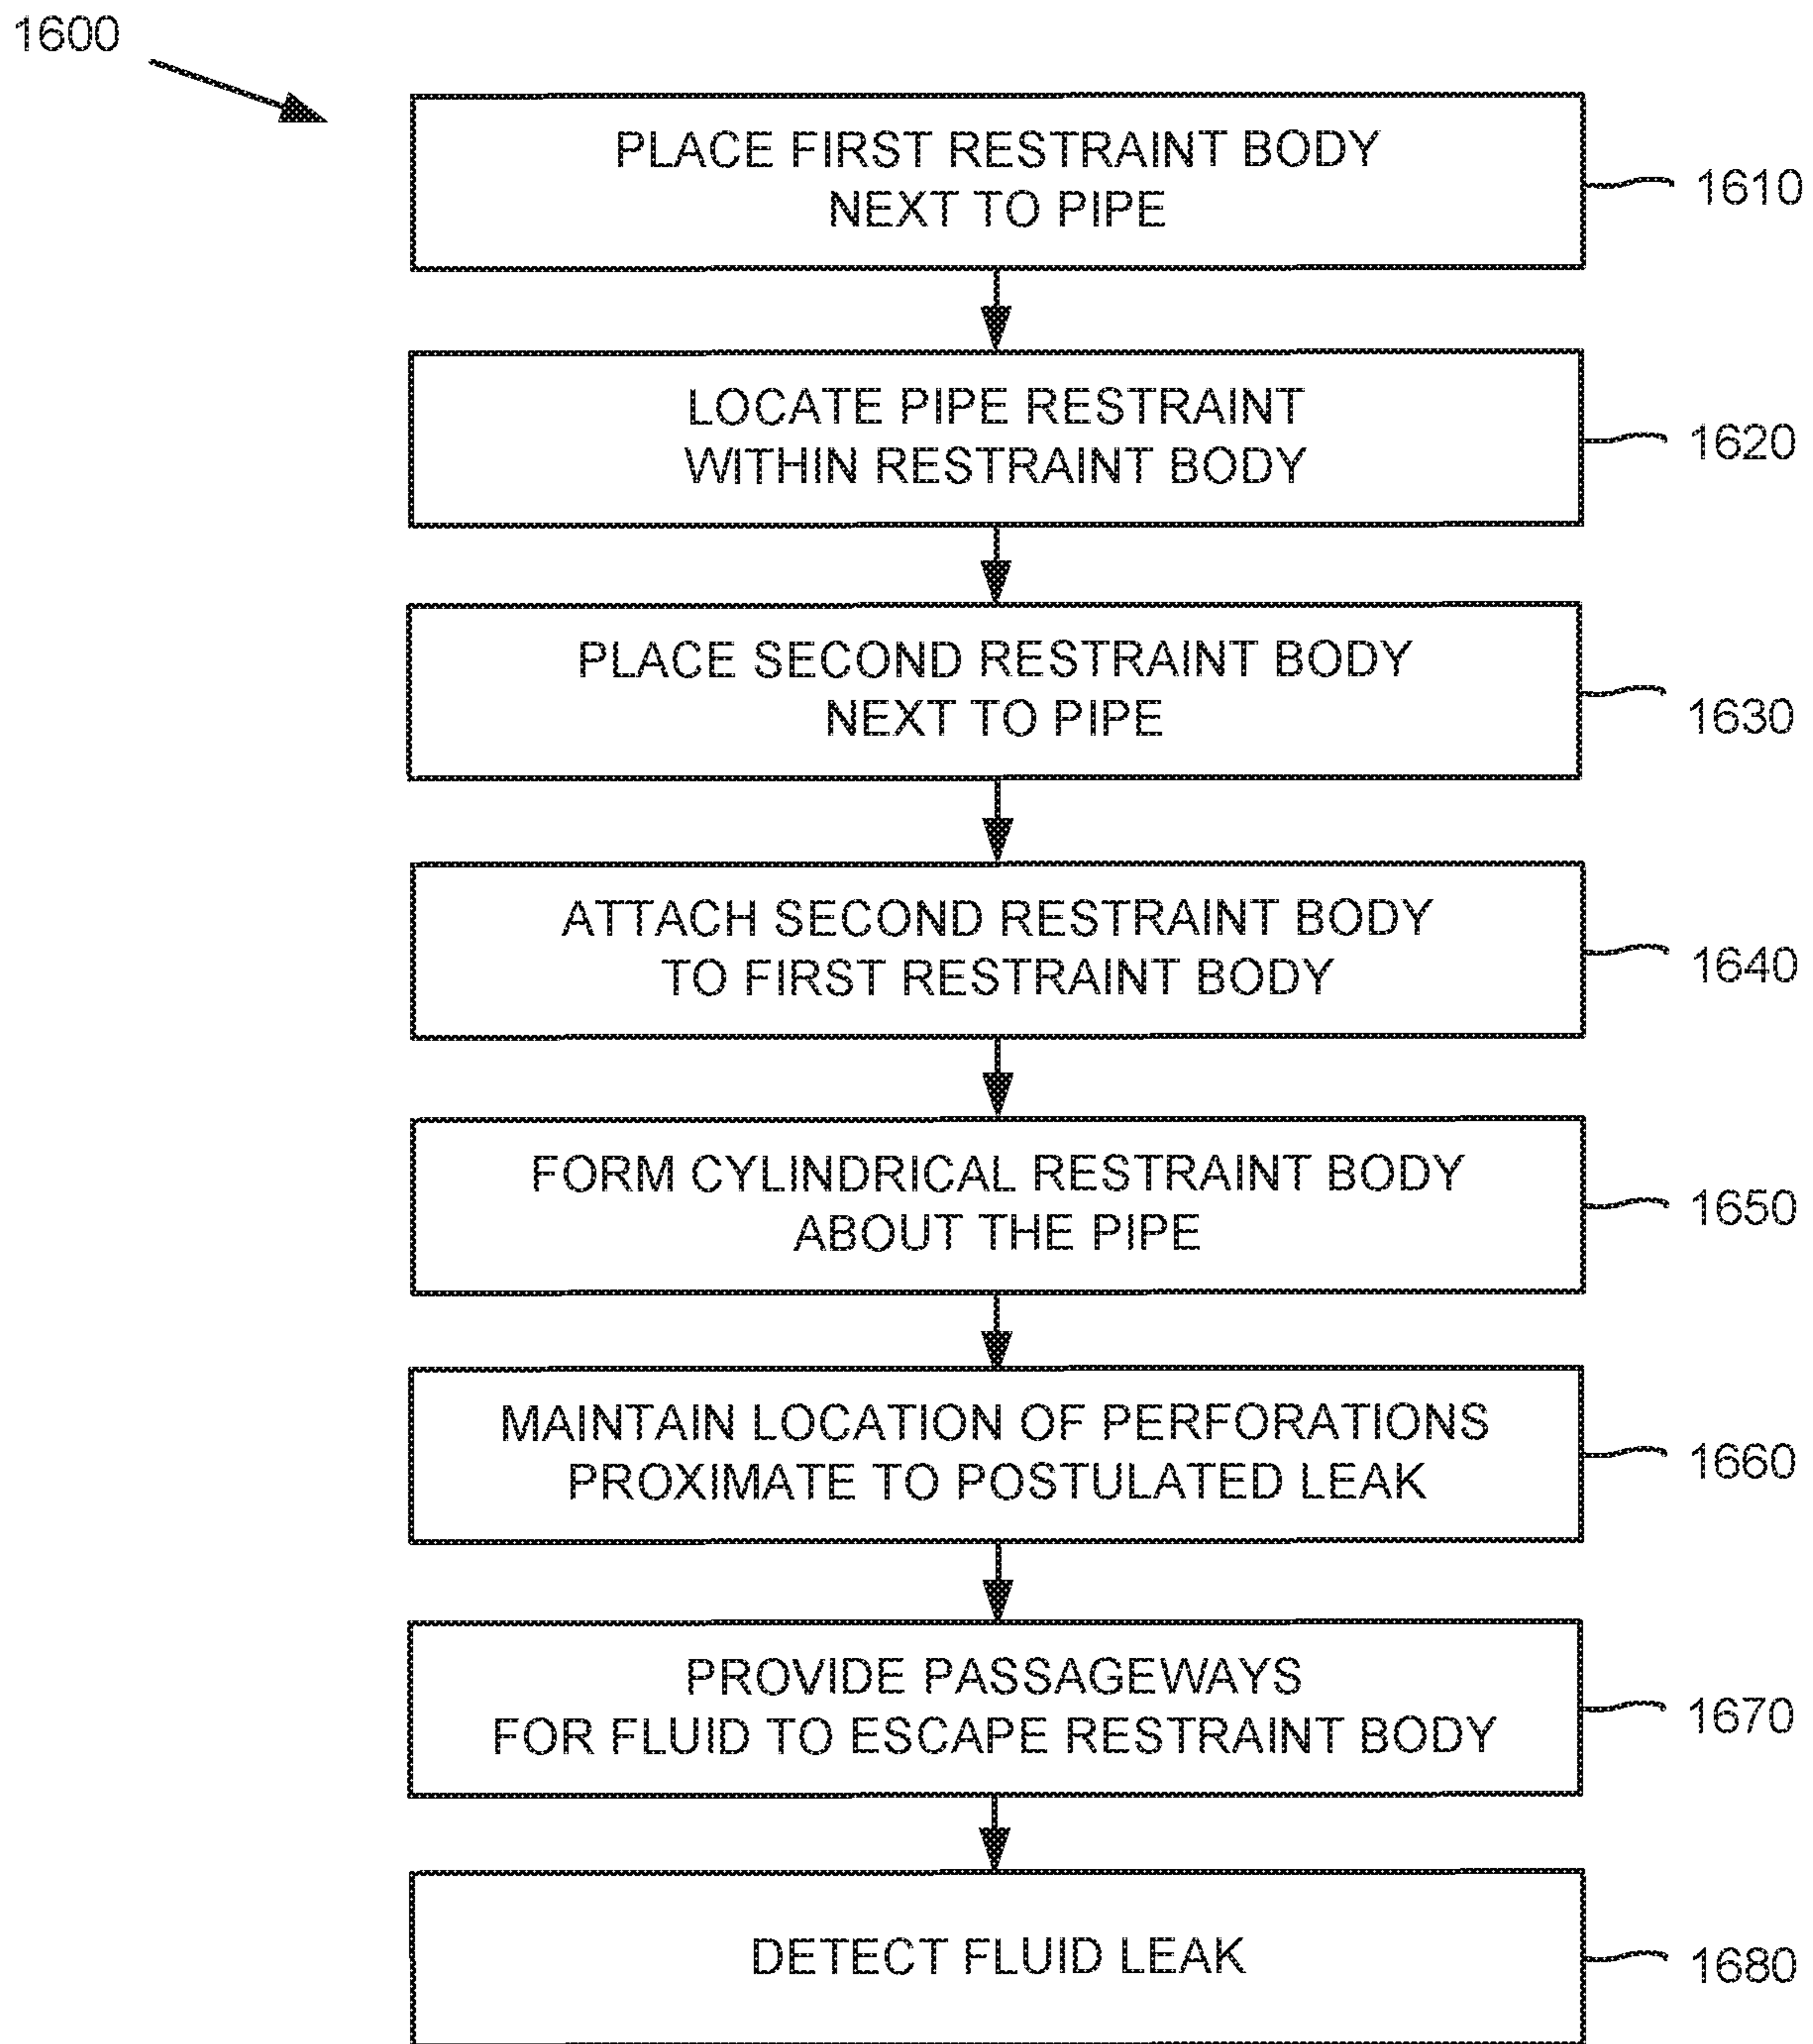 1600
PLACE FIRST RESTRAINT BODY
NEXT TO PIPE
1610
LOCATE PIPE RESTRAINT
WITHIN RESTRAINT BODY
1620
PLACE SECOND RESTRAINT BODY
NEXT TO PIPE
1630
ATTACH SECOND RESTRAINT BODY
TO FIRST RESTRAINT BODY
1640
FORM CYLINDRICAL RESTRAINT BODY
ABOUT THE PIPE
1650
MAINTAIN LOCATION OF PERFORATIONS
PROXIMATE TO POSTULATED LEAK
1660
PROVIDE PASSAGEWAYS
FOR FLUID TO ESCAPE RESTRAINT BODY
1670
DETECT FLUID LEAK
1680